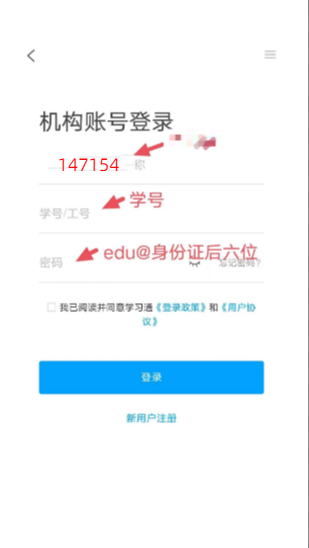 机构账号登录
147154 称
学号/工号 学号
密码 edu@身份证后六位 忘记密码?
我已阅读并同意学习通《登录政策》和《用户协
议》
登录
新用户注册